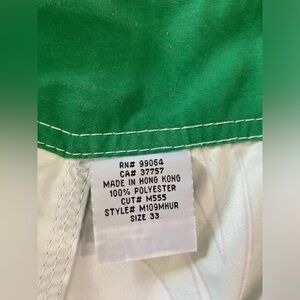 RN# 99064
CA# 37757
MADE IN HONG KONG
100% POLYESTER
CUT# M555
STYLE# M109MHUR
SIZE 33